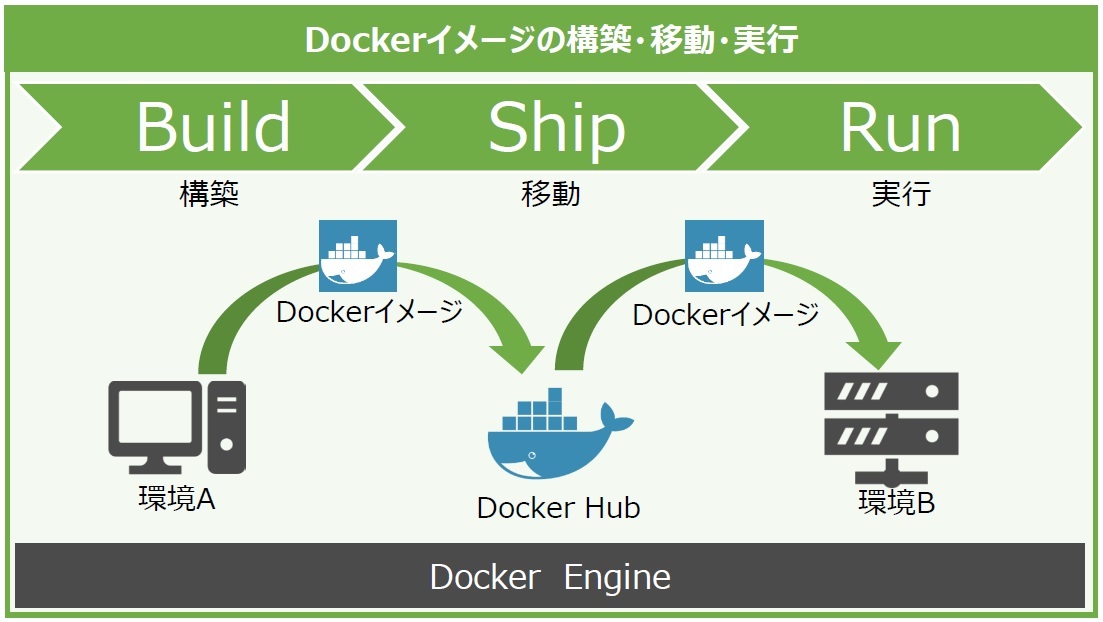 Dockerイメージの構築・移動・実行
Build
Ship
Run
構築
移動
実行
Dockerイメージ
Dockerイメージ
環境A
Docker Hub
環境B
Docker Engine